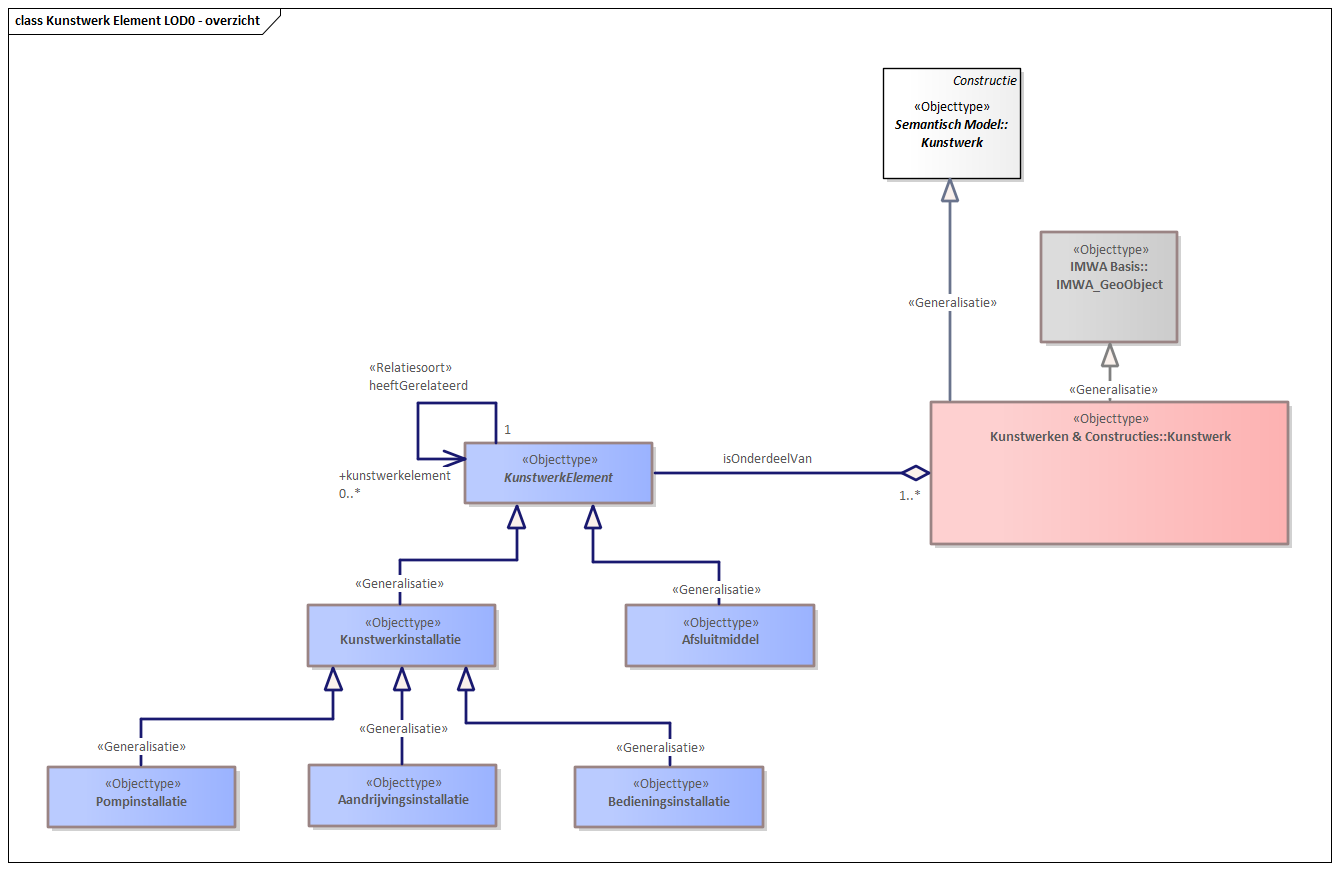 class Kunstwerk Element LOD0 - overzicht
Constructie
«Objecttype»
Semantisch Model::
Kunstwerk
«Objecttype»
IMWA Basis::
IMWA_GeoObject
«Generalisatie»
«Generalisatie»
«Relatiesoort»
heeftGerelateerd
1
+kunstwerkelement
0..*
«Objecttype»
KunstwerkElement
isOnderdeelVan
1..*
«Objecttype»
Kunstwerken & Constructies::Kunstwerk
«Generalisatie»
«Generalisatie»
«Objecttype»
Kunstwerkinstallatie
«Objecttype»
Afsluitmiddel
«Generalisatie»
«Generalisatie»
«Generalisatie»
«Objecttype»
Pompinstallatie
«Objecttype»
Aandrijvingsinstallatie
«Objecttype»
Bedieningsinstallatie